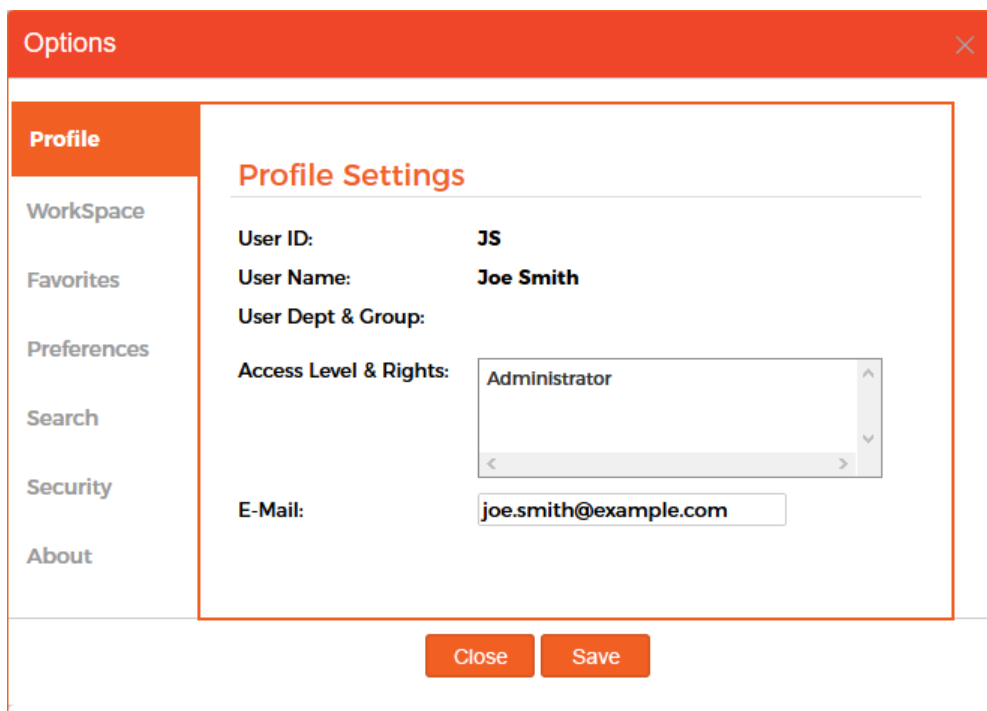 Options
Profile
WorkSpace
Favorites
Preferences
Search
Security
About
Profile Settings
User ID: JS
User Name: Joe Smith
User Dept & Group:
Access Level & Rights: Administrator
E-Mail: joe.smith@example.com
Close Save